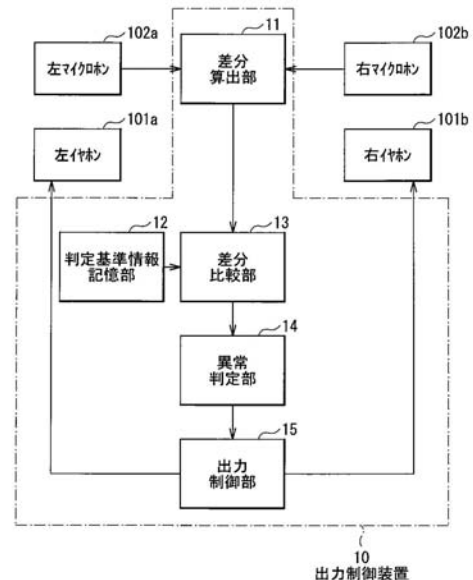 102a
11
102b
左マイクロホン
差分
算出部
右マイクロホン
101a
101b
左イヤホン
右イヤホン
12
13
判定基準情報
記憶部
差分
比較部
14
異常
判定部
15
出力
制御部
10
出力制御装置